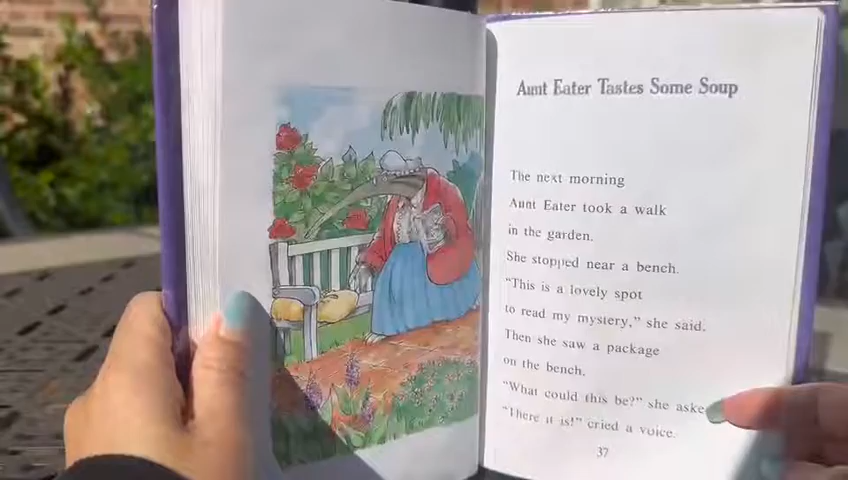 Aunt Eater Tastes Some Soup
The next morning
Aunt Eater took a walk
in the garden.
She stopped near a bench.
"This is a lovely spot
to read my mystery," she said.
Then she saw a package
on the bench.
"What could this be?" she aske
"There it is!" cried a voice.
37